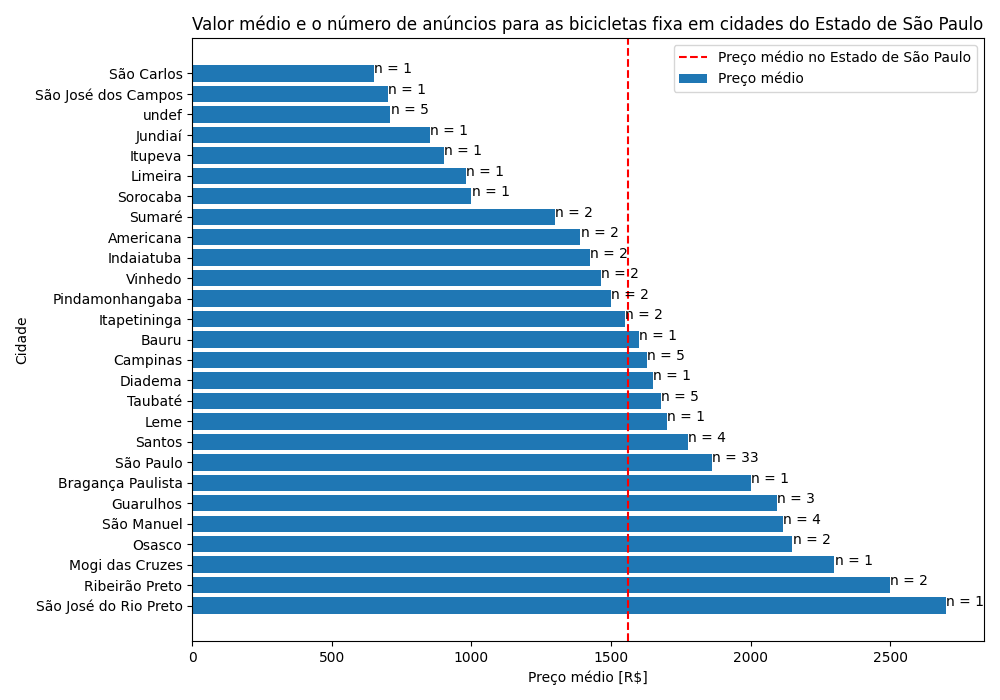 Valor médio e o número de anúncios para as bicicletas fixa em cidades do Estado de São Paulo
Preço médio no Estado de São Paulo
Preço médio
São Carlos n = 1
São José dos Campos n = 1
undef n = 5
Jundiaí n = 1
Itupeva n = 1
Limeira n = 1
Sorocaba n = 1
Sumaré n = 2
Americana n = 2
Indaiatuba n = 2
Vinhedo n = 2
Pindamonhangaba n = 2
Itapetininga n = 2
Bauru n = 1
Campinas n = 5
Diadema n = 1
Taubaté n = 5
Leme n = 1
Santos n = 4
São Paulo n = 33
Bragança Paulista n = 1
Guarulhos n = 3
São Manuel n = 4
Osasco n = 2
Mogi das Cruzes n = 1
Ribeirão Preto n = 2
São José do Rio Preto n = 1
Cidade
0 500 1000 1500 2000 2500
Preço médio [R$]